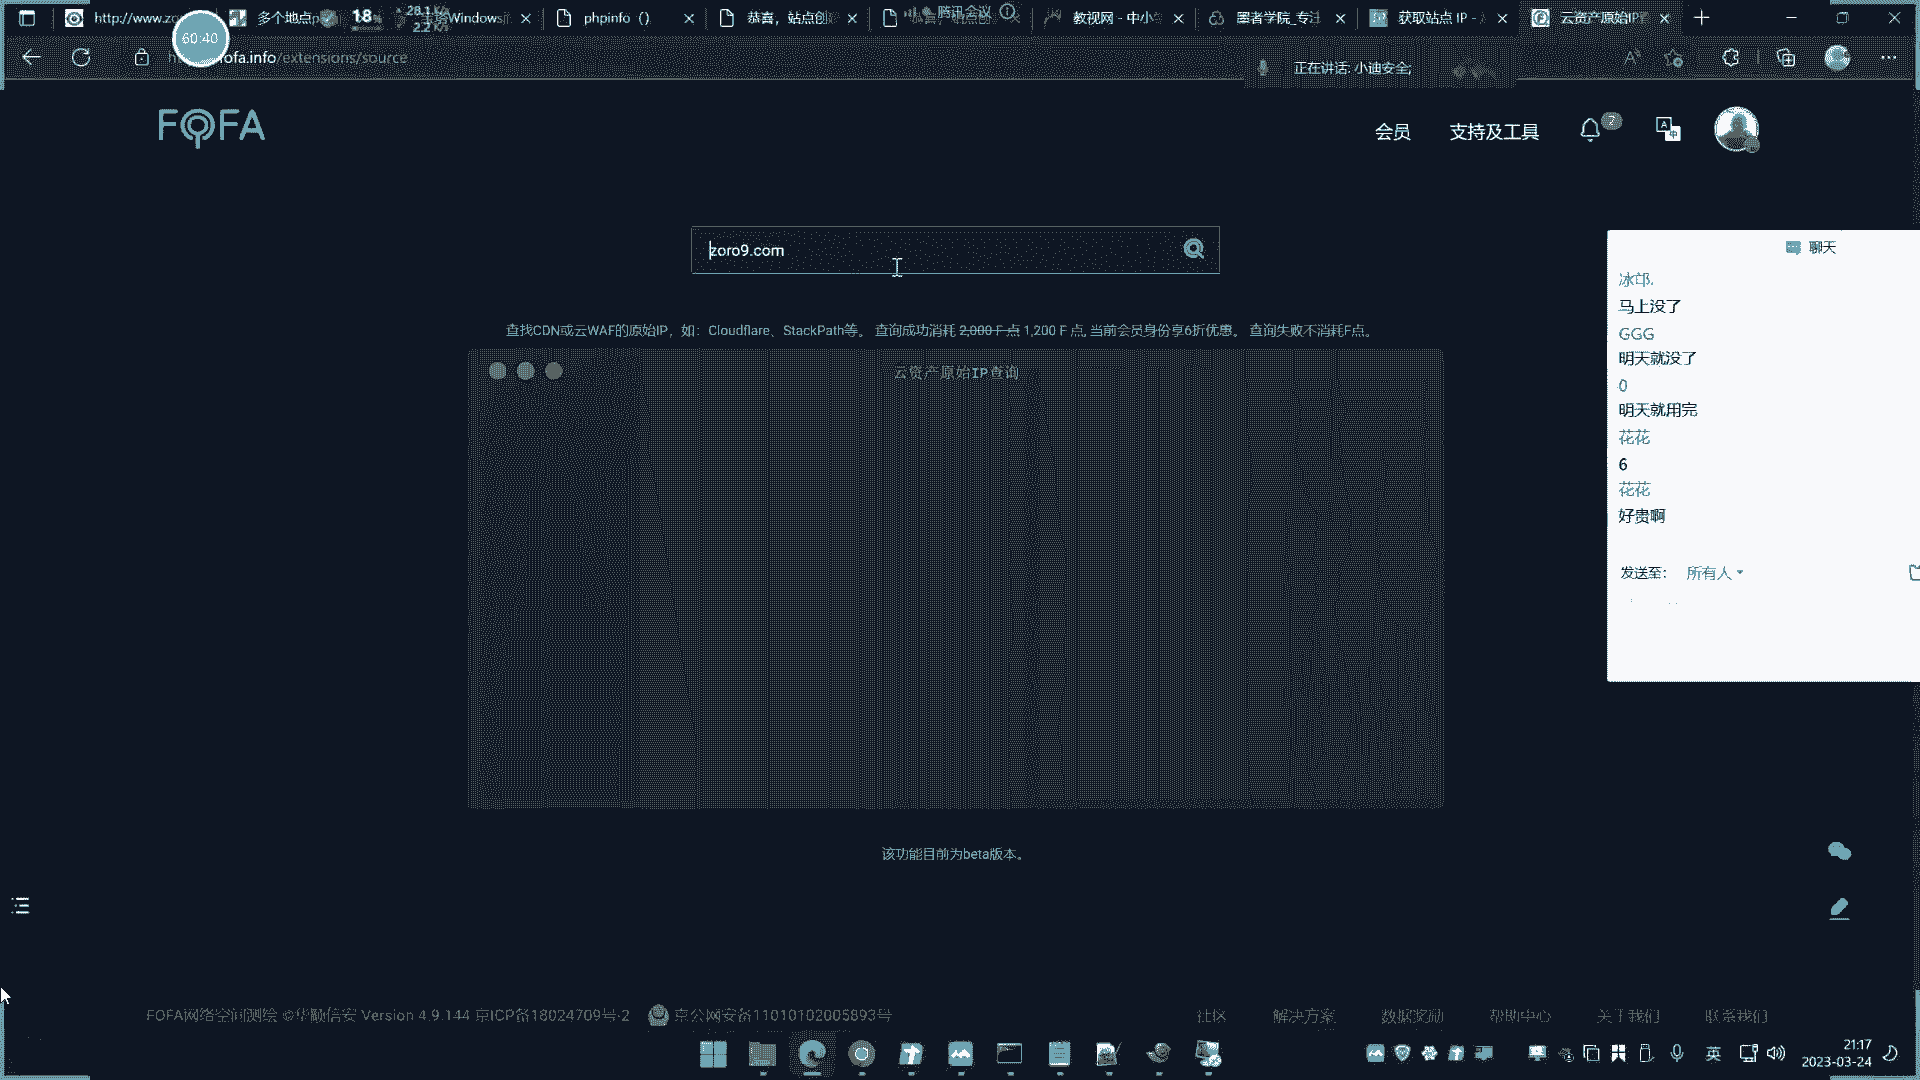 http://www.zo
多个地点p
18%
28.1 K/s
2.2 K/s
Windows
phpinfo ()
恭喜，站点创
腾讯会议
教视网 - 中小
墨者学院_专注
获取站点 IP -
云资产原始IP
60:40
ofa.info/extensions/source
正在讲话: 小迪安全;
FOFA
会员
支持及工具
2
zoro9.com
查找CDN或云WAF的原始IP，如：Cloudflare、StackPath等。 查询成功消耗 2,000 F 点 1,200 F 点, 当前会员身份享6折优惠。 查询失败不消耗F点。
云资产原始IP查询
聊天
马上没了
GGG
明天就没了
0
明天就用完
花花
6
花花
好贵啊
发送至：
所有人
该功能目前为beta版本。
FOFA网络空间测绘 ©华顺信安 Version 4.9.144 京ICP备18024709号-2
京公网安备11010102005893号
社区
解决方案
数据奖励
帮助中心
关于我们
联系我们
英
21:17
2023-03-24